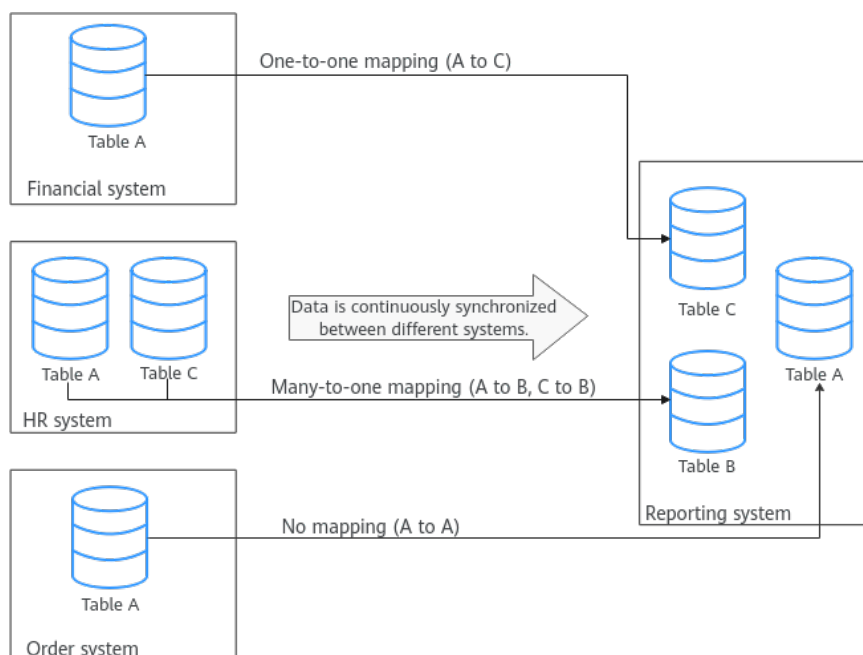 One-to-one mapping (A to C)
Table A
Financial system
Table A
Table C
HR system
Data is continuously synchronized
between different systems.
Many-to-one mapping (A to B, C to B)
Table C
Table A
Table B
Reporting system
No mapping (A to A)
Table A
Order system